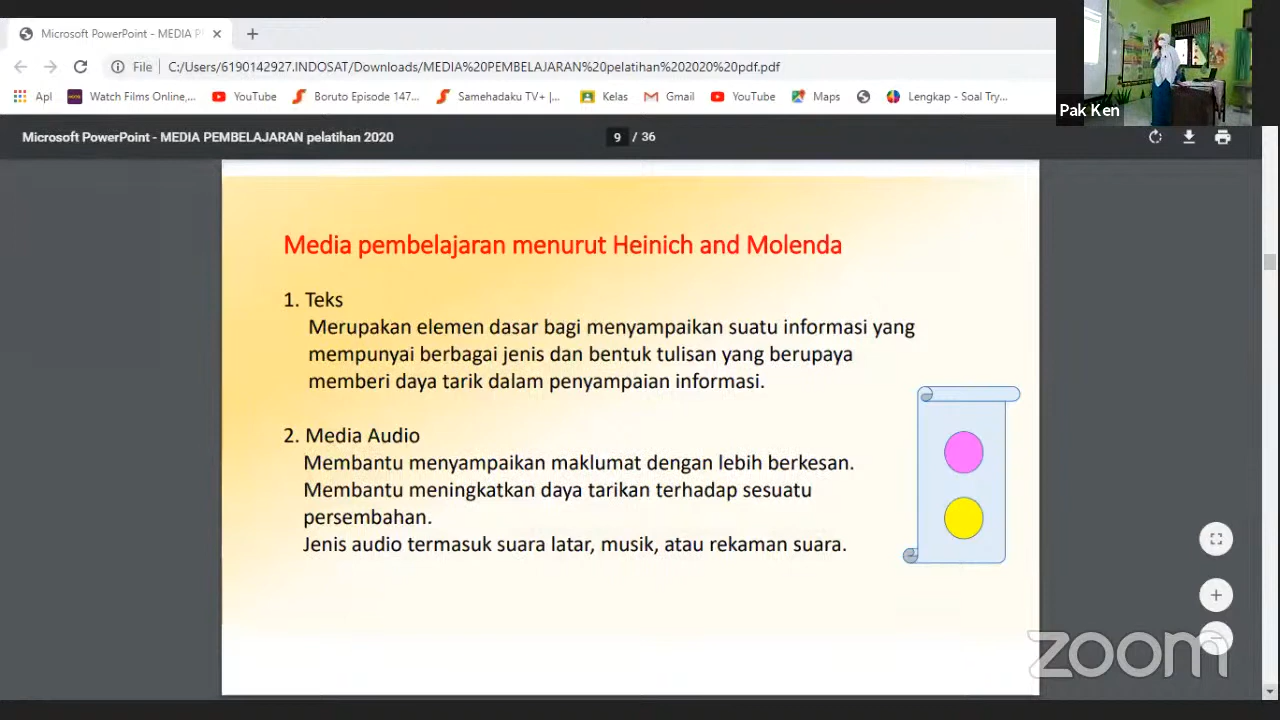 Microsoft PowerPoint - MEDIA P
File
C:/Users/6190142927.INDOSAT/Downloads/MEDIA%20PEMBELAJARAN%20pelatihan%202020%20pdf.pdf
Apl
Watch Films Online,...
YouTube
Boruto Episode 147...
Samehadaku TV+ |...
Kelas
Gmail
YouTube
Maps
Lengkap - Soal Try...
Pak Ken
Microsoft PowerPoint - MEDIA PEMBELAJARAN pelatihan 2020
9 / 36
Media pembelajaran menurut Heinich and Molenda
1. Teks
Merupakan elemen dasar bagi menyampaikan suatu informasi yang
mempunyai berbagai jenis dan bentuk tulisan yang berupaya
memberi daya tarik dalam penyampaian informasi.
2. Media Audio
Membantu menyampaikan maklumat dengan lebih berkesan.
Membantu meningkatkan daya tarikan terhadap sesuatu
persembahan.
Jenis audio termasuk suara latar, musik, atau rekaman suara.
zoom